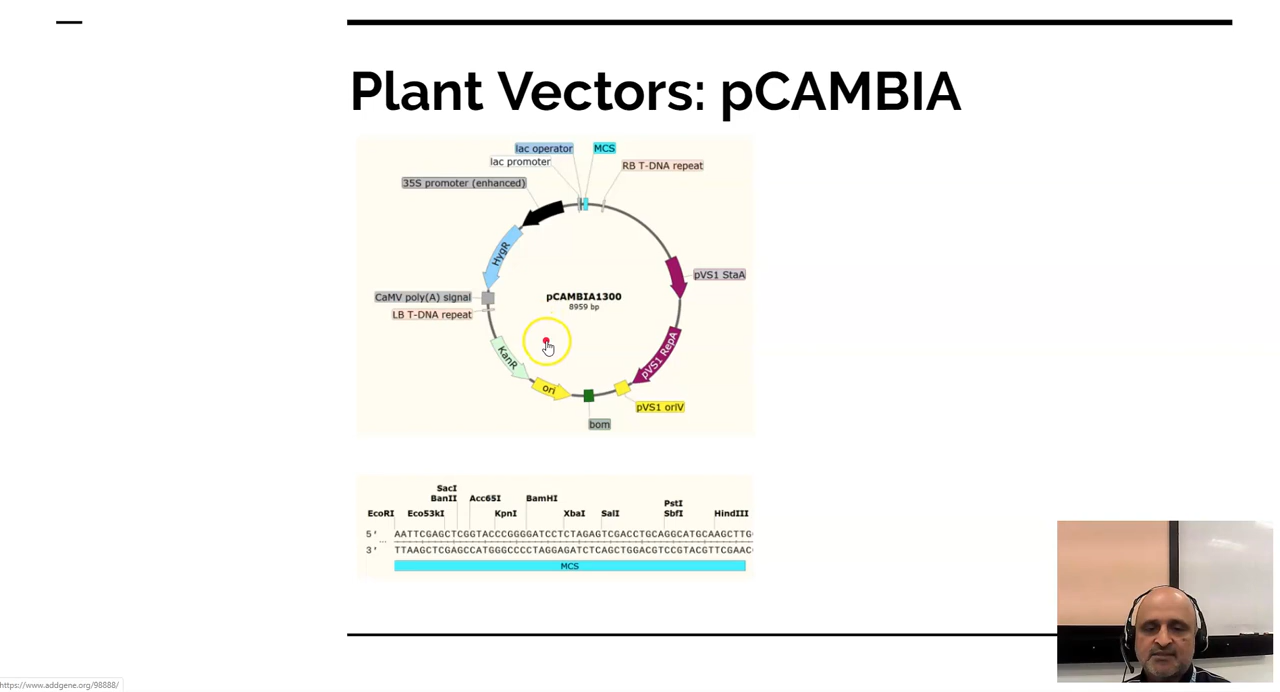 Plant Vectors: pCAMBIA
lac operator
MCS
lac promoter
RB T-DNA repeat
35S promoter (enhanced)
HygR
pVS1 StaA
CaMV poly(A) signal
pCAMBIA1300
8959 bp
LB T-DNA repeat
KanR
pVS1 RepA
ori
pVS1 oriV
bom
SacI
BanII Acc65I BamHI PstI
EcoRI Eco53kI KpnI XbaI SalI SbfI HindIII
5' AATTCGAGCTCGGTACCCGGGGATCCTCTAGAGTCGACCTGCAGGCATGCAAGCTTG
...
3' TTAAGCTCGAGCCATGGGCCCCTAGGAGATCTCAGCTGGACGTCCGTACGTTCGAAC
MCS
https://www.addgene.org/98888/